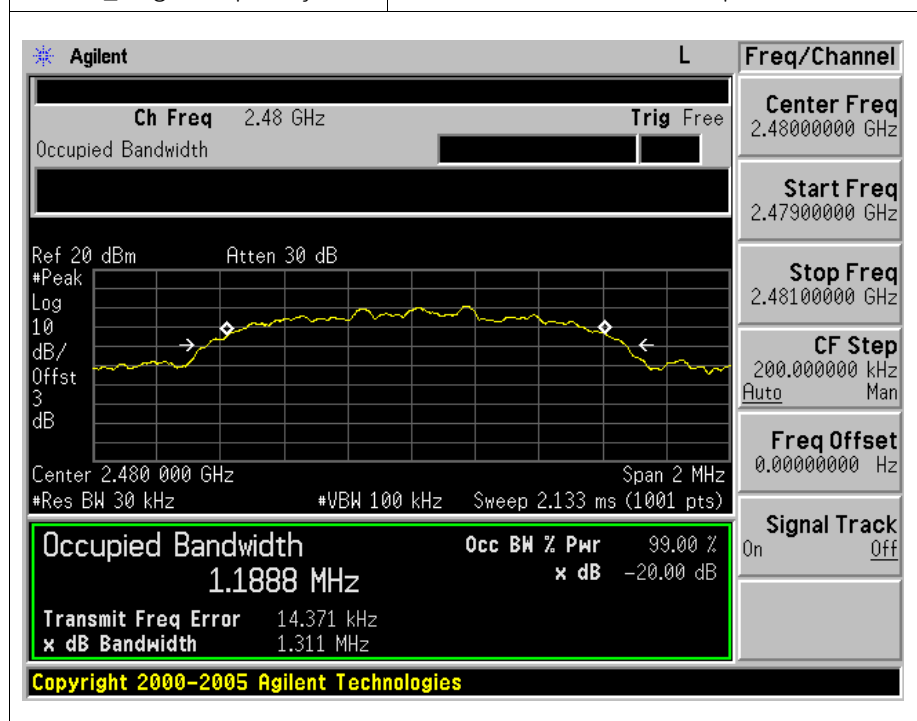 Agilent L Freq/Channel
Ch Freq 2.48 GHz Trig Free
Occupied Bandwidth
Center Freq
2.48000000 GHz
Start Freq
2.47900000 GHz
Stop Freq
2.48100000 GHz
CF Step
200.000000 kHz
Auto Man
Freq Offset
0.00000000 Hz
Signal Track
On Off
Ref 20 dBm Atten 30 dB
#Peak
Log
10
dB/
Offst
3
dB
Center 2.480 000 GHz Span 2 MHz
#Res BW 30 kHz #VBW 100 kHz Sweep 2.133 ms (1001 pts)
Occupied Bandwidth Occ BW % Pwr 99.00 %
1.1888 MHz x dB -20.00 dB
Transmit Freq Error 14.371 kHz
x dB Bandwidth 1.311 MHz
Copyright 2000-2005 Agilent Technologies